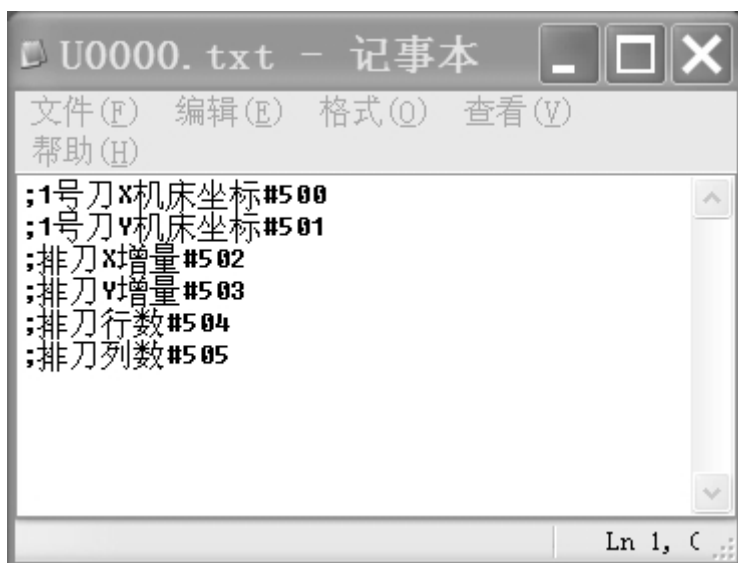 U0000.txt - 记事本
文件(F) 编辑(E) 格式(O) 查看(V)
帮助(H)
;1号刀X机床坐标#500
;1号刀Y机床坐标#501
;排刀X增量#502
;排刀Y增量#503
;排刀行数#504
;排刀列数#505
Ln 1,